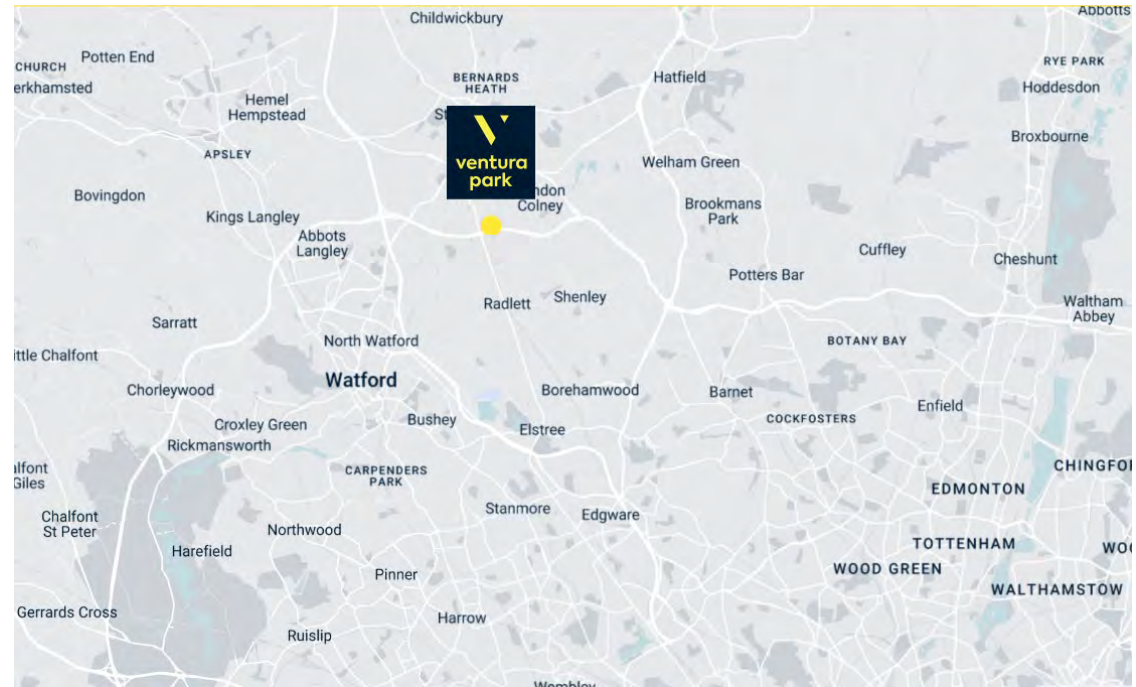 Childwickbury
Abbotts
Potten End
CHURCH
erkhamsted
BERNARDS
HEATH
Hatfield
RYE PARK
Hoddesdon
Hemel
Hempstead
St
ventura
park
Broxbourne
APSLEY
Welham Green
Bovingdon
ndon
Colney
Brookmans
Park
Kings Langley
Abbots
Langley
Cuffley
Cheshunt
Potters Bar
Radlett
Shenley
Waltham
Abbey
Sarratt
North Watford
BOTANY BAY
ittle Chalfont
Watford
Chorleywood
Borehamwood
Barnet
Enfield
Croxley Green
Bushey
COCKFOSTERS
Elstree
Rickmansworth
alfont
Giles
CARPENDERS
PARK
CHINGFO
EDMONTON
Chalfont
St Peter
Stanmore
Edgware
Northwood
Harefield
TOTTENHAM
WOO
Pinner
WOOD GREEN
WALTHAMSTOW
Gerrards Cross
Harrow
Ruislip
Wembley